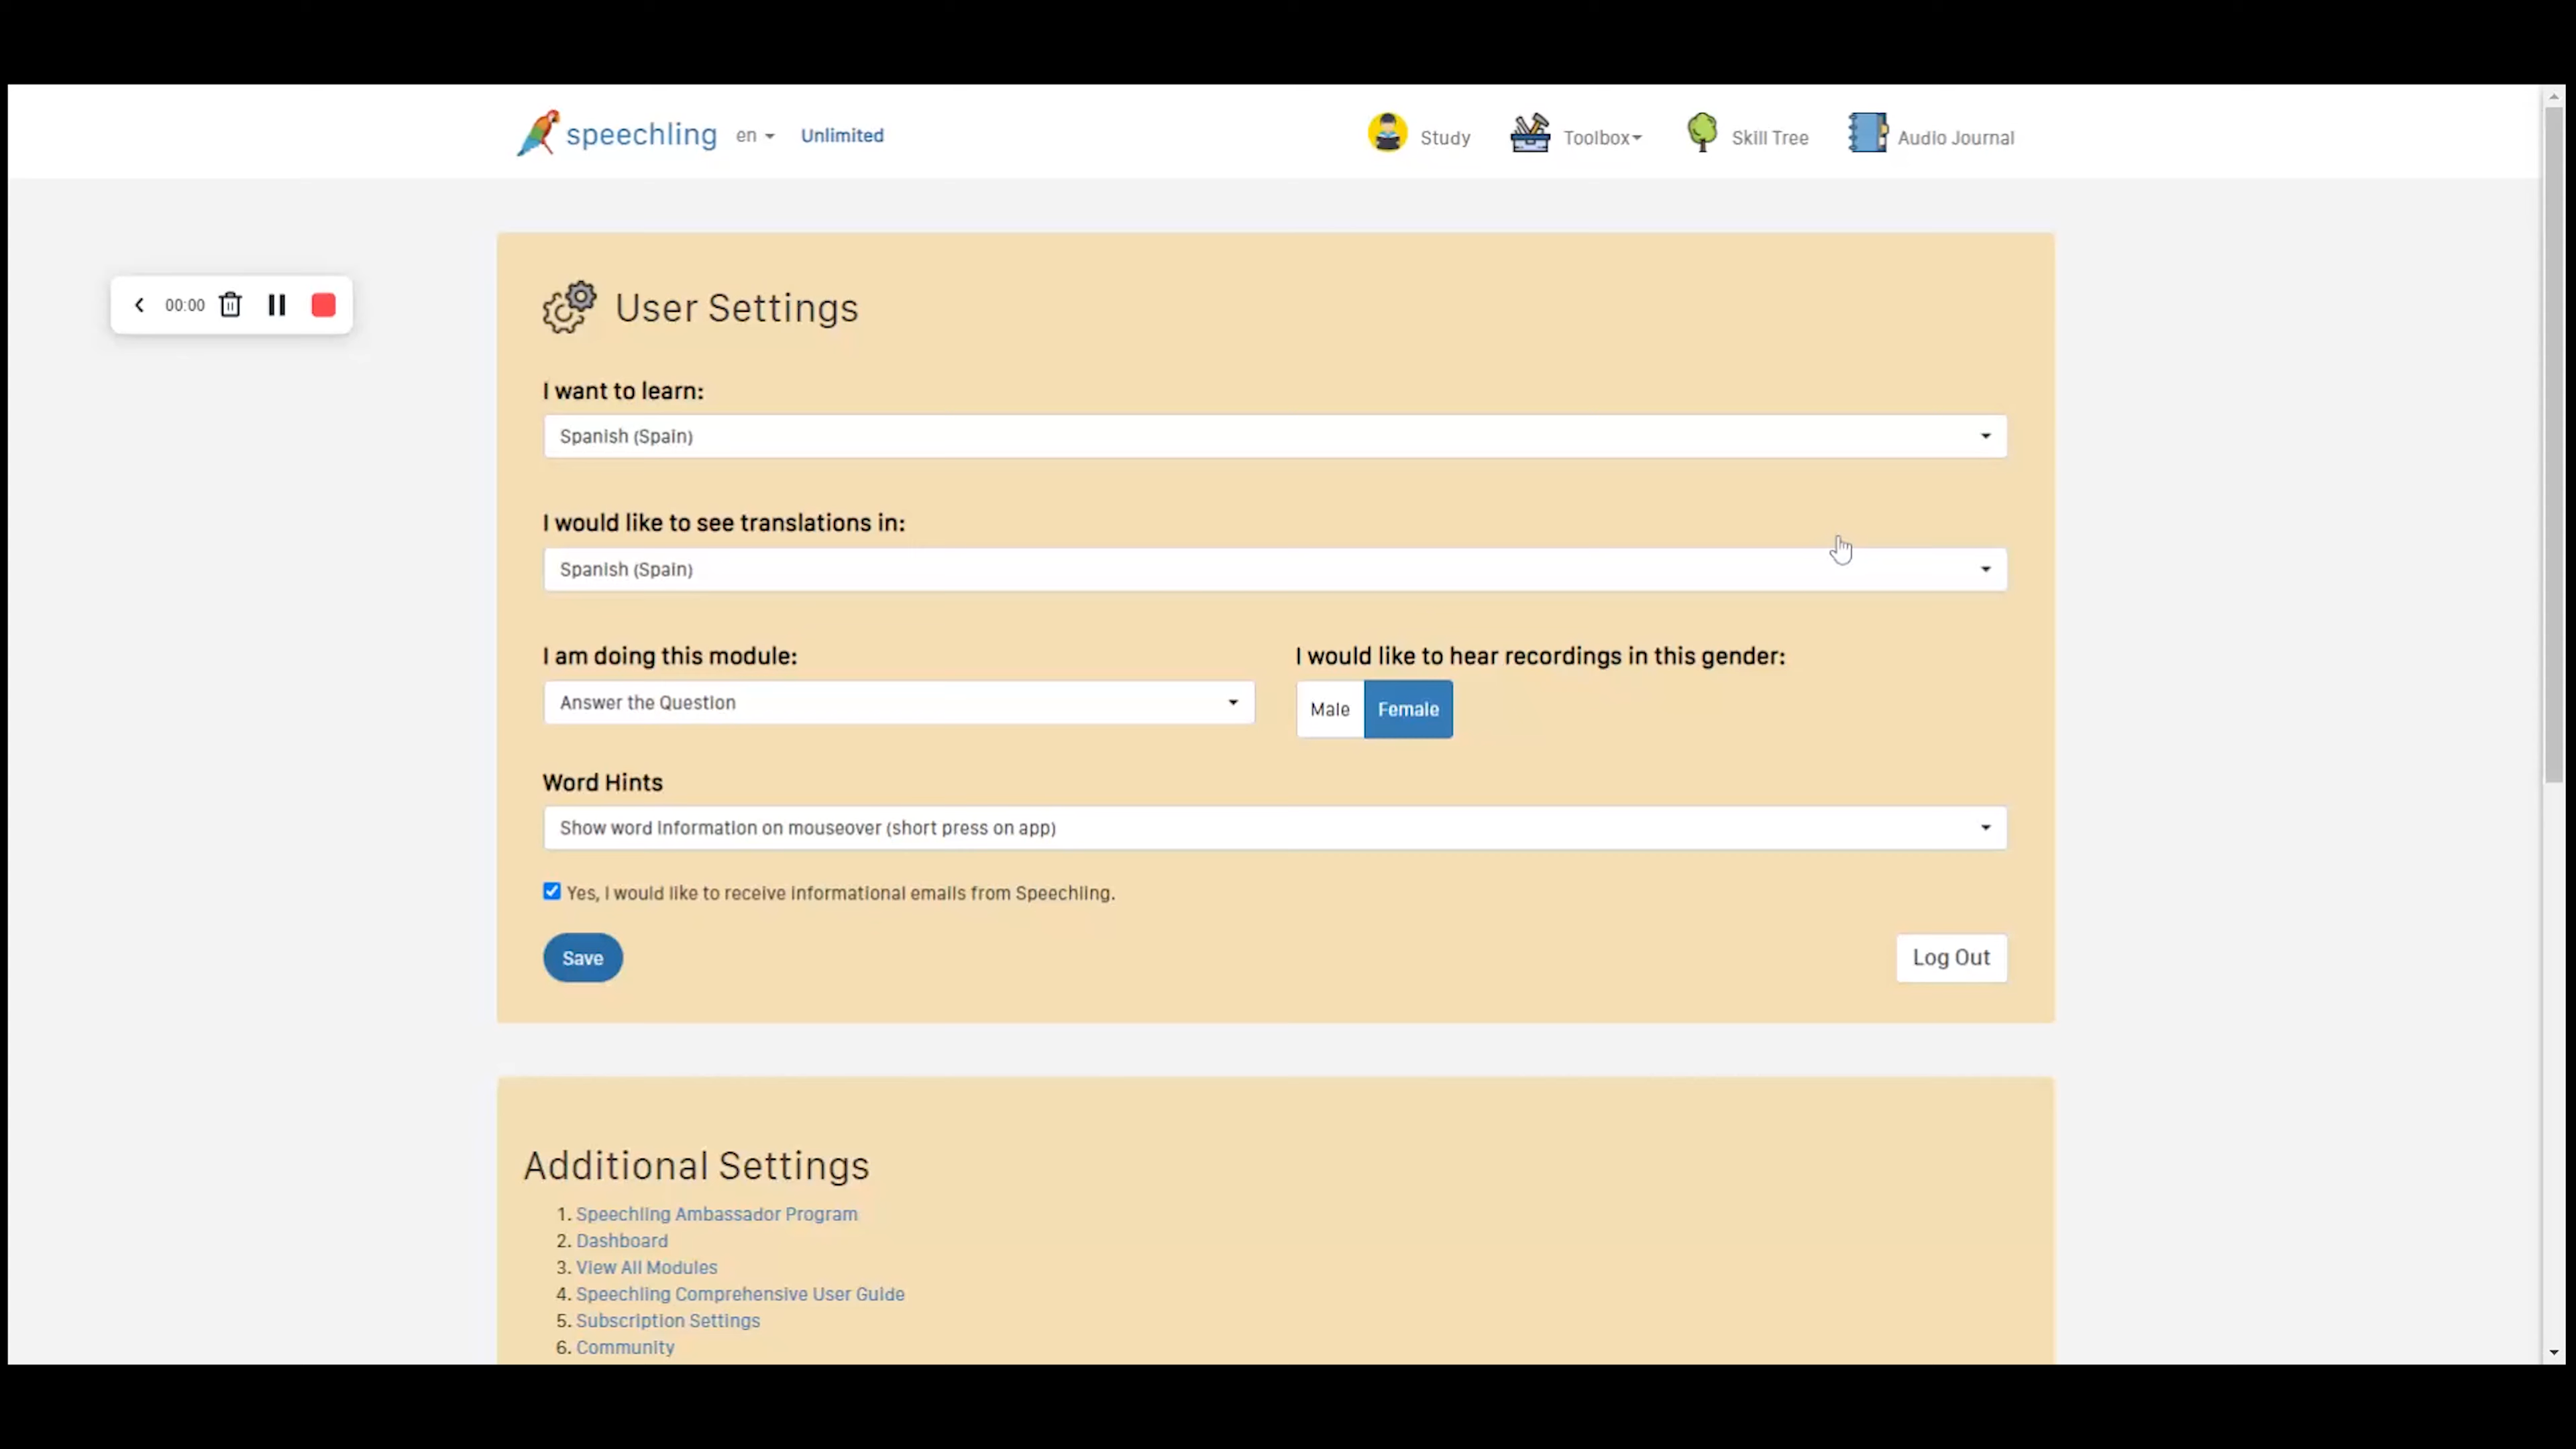 speechling en Unlimited Study Toolbox Skill Tree Audio Journal
00:00
User Settings
I want to learn:
Spanish (Spain)
I would like to see translations in:
Spanish (Spain)
I am doing this module: I would like to hear recordings in this gender:
Answer the Question Male Female
Word Hints
Show word information on mouseover (short press on app)
Yes, I would like to receive informational emails from Speechling.
Save Log Out
Additional Settings
1. Speechling Ambassador Program
2. Dashboard
3. View All Modules
4. Speechling Comprehensive User Guide
5. Subscription Settings
6. Community